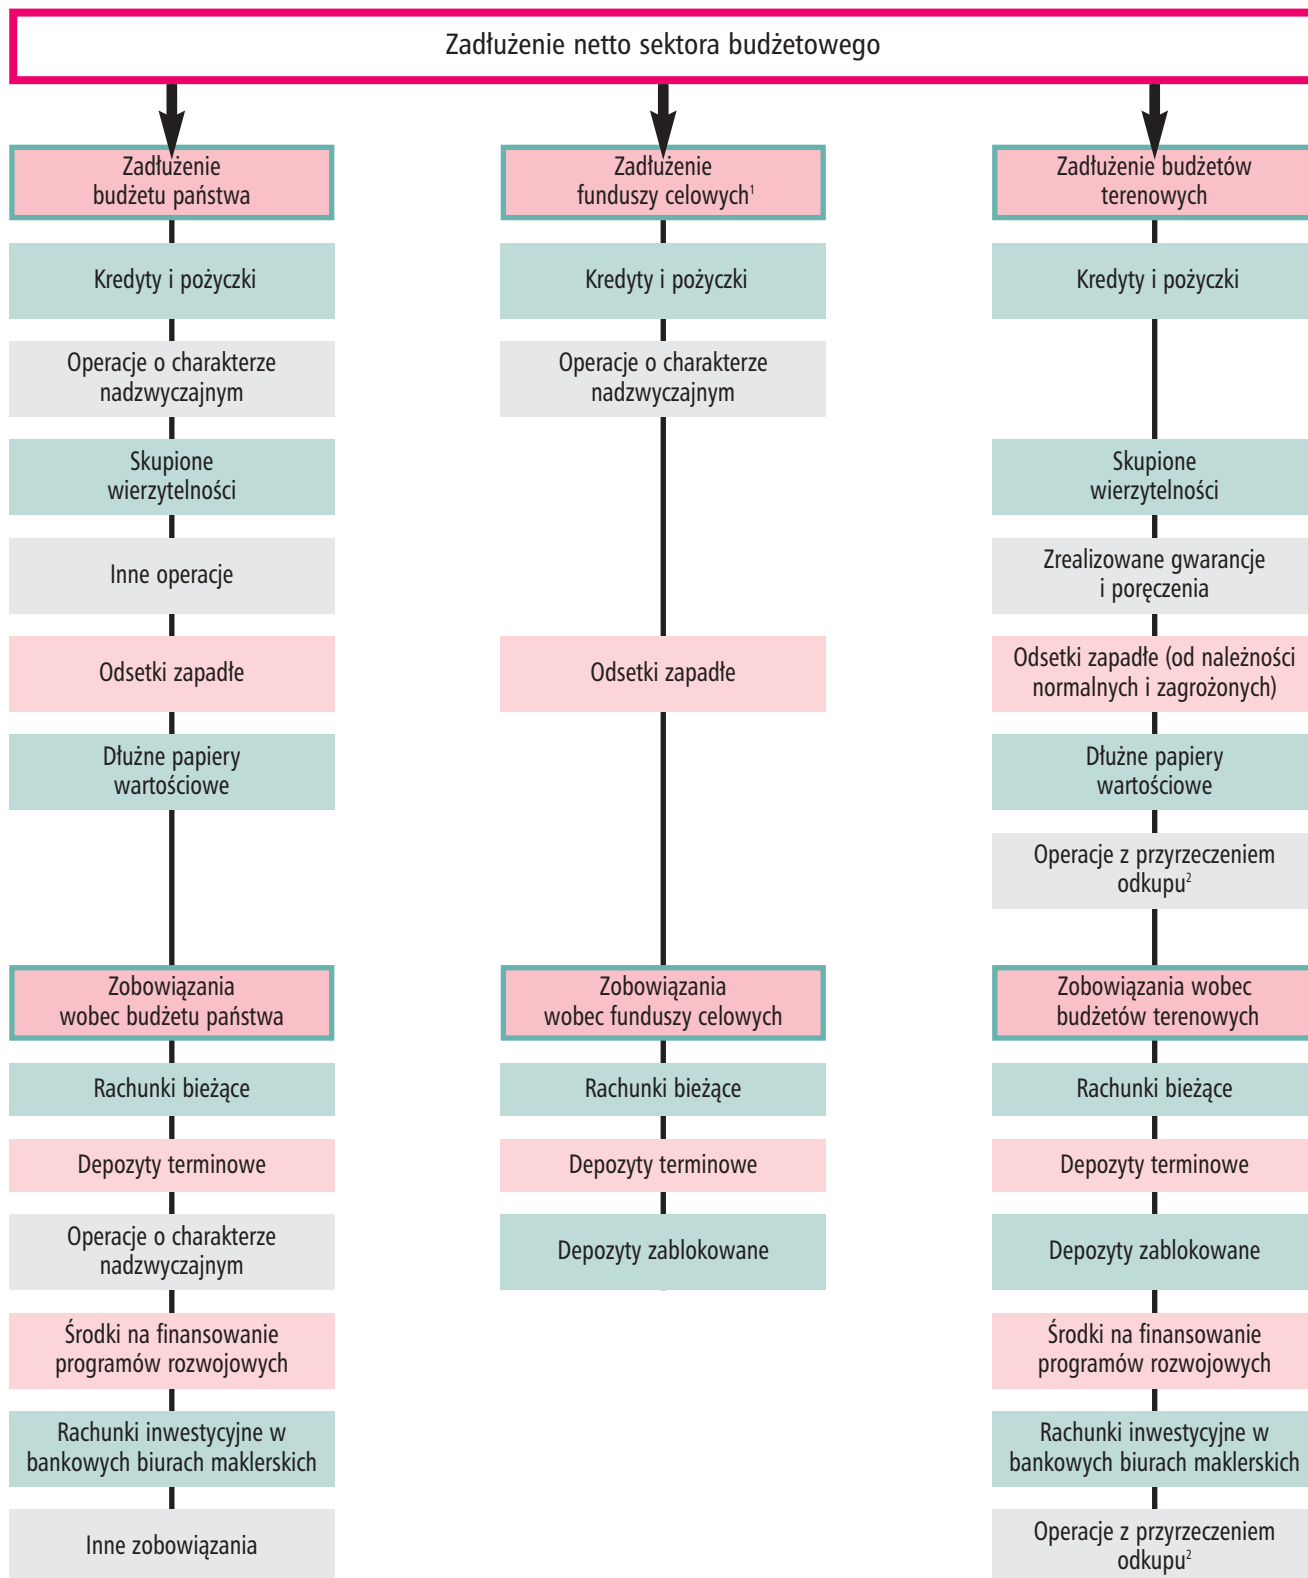 Zadłużenie netto sektora budżetowego
Zadłużenie
budżetu państwa
Kredyty i pożyczki
Operacje o charakterze
nadzwyczajnym
Skupione
wierzytelności
Inne operacje
Odsetki zapadłe
Dłużne papiery
wartościowe
Zobowiązania
wobec budżetu państwa
Rachunki bieżące
Depozyty terminowe
Operacje o charakterze
nadzwyczajnym
Środki na finansowanie
programów rozwojowych
Rachunki inwestycyjne w
bankowych biurach maklerskich
Inne zobowiązania
Zadłużenie
funduszy celowych¹
Kredyty i pożyczki
Operacje o charakterze
nadzwyczajnym
Odsetki zapadłe
Zobowiązania
wobec funduszy celowych
Rachunki bieżące
Depozyty terminowe
Depozyty zablokowane
Zadłużenie budżetów
terenowych
Kredyty i pożyczki
Skupione
wierzytelności
Zrealizowane gwarancje
i poręczenia
Odsetki zapadłe (od należności
normalnych i zagrożonych)
Dłużne papiery
wartościowe
Operacje z przyrzeczeniem
odkupu²
Zobowiązania wobec
budżetów terenowych
Rachunki bieżące
Depozyty terminowe
Depozyty zablokowane
Środki na finansowanie
programów rozwojowych
Rachunki inwestycyjne w
bankowych biurach maklerskich
Operacje z przyrzeczeniem
odkupu²